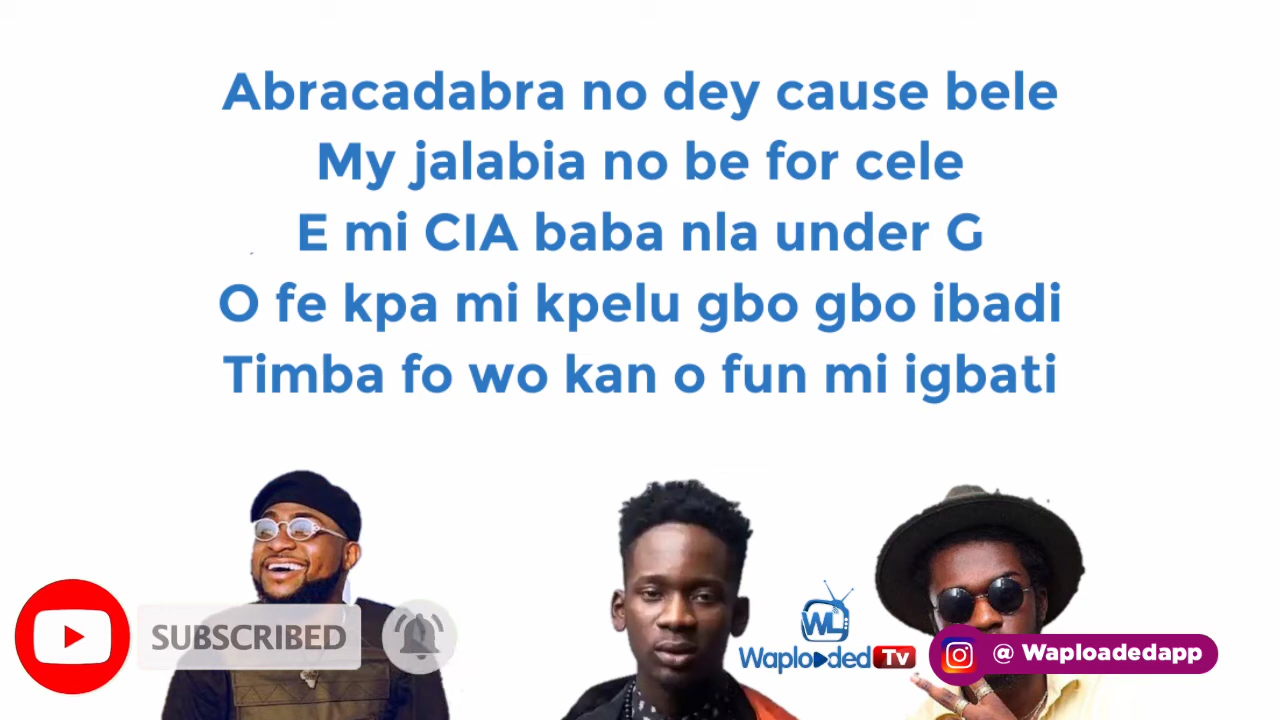 Abracadabra no dey cause bele
My jalabia no be for cele
E mi CIA baba nla under G
O fe kpa mi kpelu gbo gbo ibadi
Timba fo wo kan o fun mi igbati
SUBSCRIBED
WL
Waploaded Tv
@ Waploadedapp